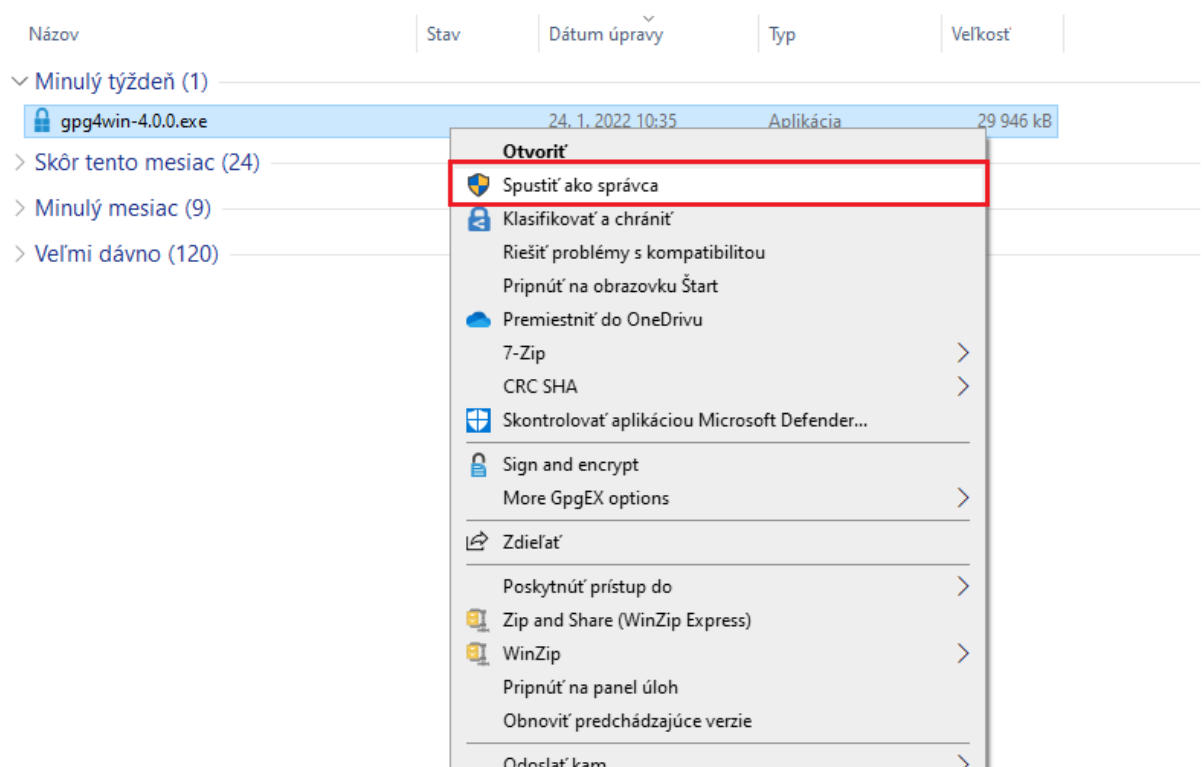 Názov Stav Dátum úpravy Typ Veľkosť
Minulý týždeň (1)
gpg4win-4.0.0.exe 24. 1. 2022 10:35 Aplikácia 29 946 kB
Skôr tento mesiac (24)
Minulý mesiac (9)
Veľmi dávno (120)
Otvoriť
Spustiť ako správca
Klasifikovať a chrániť
Riešiť problémy s kompatibilitou
Pripnúť na obrazovku Štart
Premiestniť do OneDrivu
7-Zip
CRC SHA
Skontrolovať aplikáciou Microsoft Defender...
Sign and encrypt
More GpgEX options
Zdieľať
Poskytnúť prístup do
Zip and Share (WinZip Express)
WinZip
Pripnúť na panel úloh
Obnoviť predchádzajúce verzie
Odoslať kam